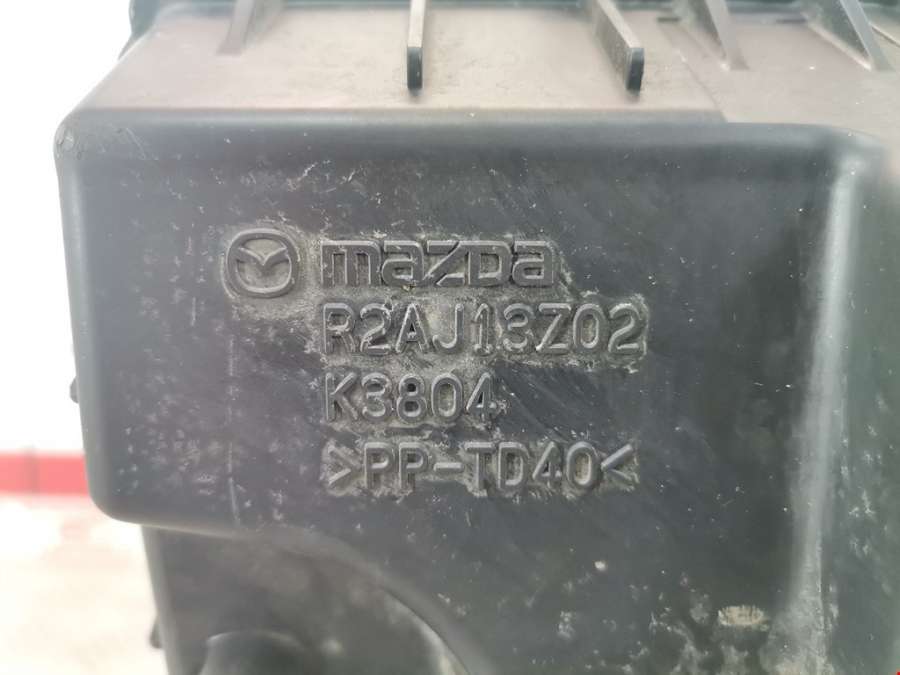 mazda
R2AJ13Z02
K3804
>PP-TD40<